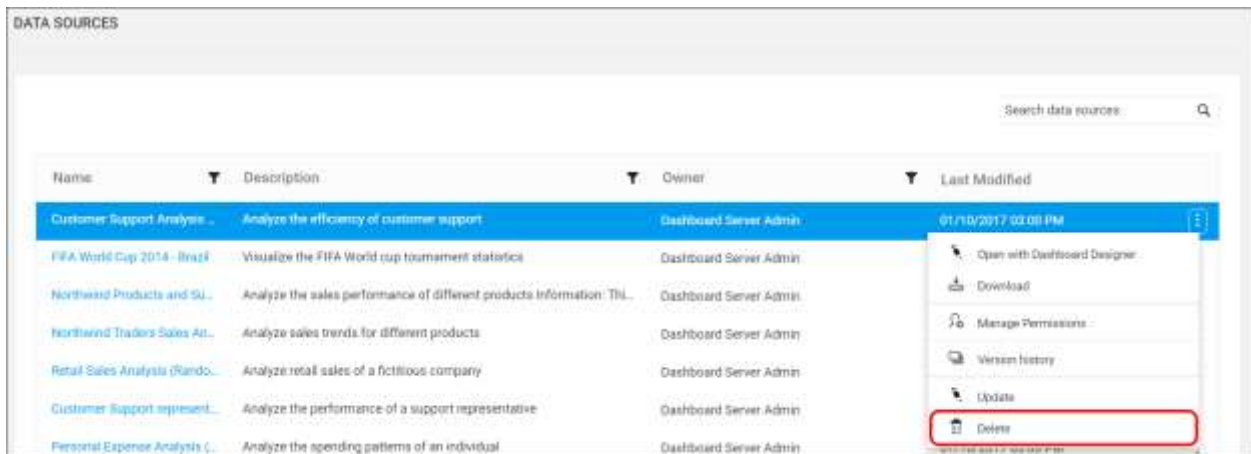 DATA SOURCES
Search data sources
Name Description Owner Last Modified
Customer Support Analysis ... Analyze the efficiency of customer support Dashboard Server Admin 01/10/2017 03:00 PM
FIFA World Cup 2014 - Brazil Visualize the FIFA World cup tournament statistics Dashboard Server Admin
Open with Dashboard Designer
Northwind Products and Su... Analyze the sales performance of different products Information: Thi... Dashboard Server Admin
Download
Northwind Traders Sales An... Analyze sales trends for different products Dashboard Server Admin
Manage Permissions
Retail Sales Analysis (Rando... Analyze retail sales of a fictitious company Dashboard Server Admin
Version history
Customer Support represent... Analyze the performance of a support representative Dashboard Server Admin
Update
Delete
Personal Expense Analysis (... Analyze the spending patterns of an individual Dashboard Server Admin